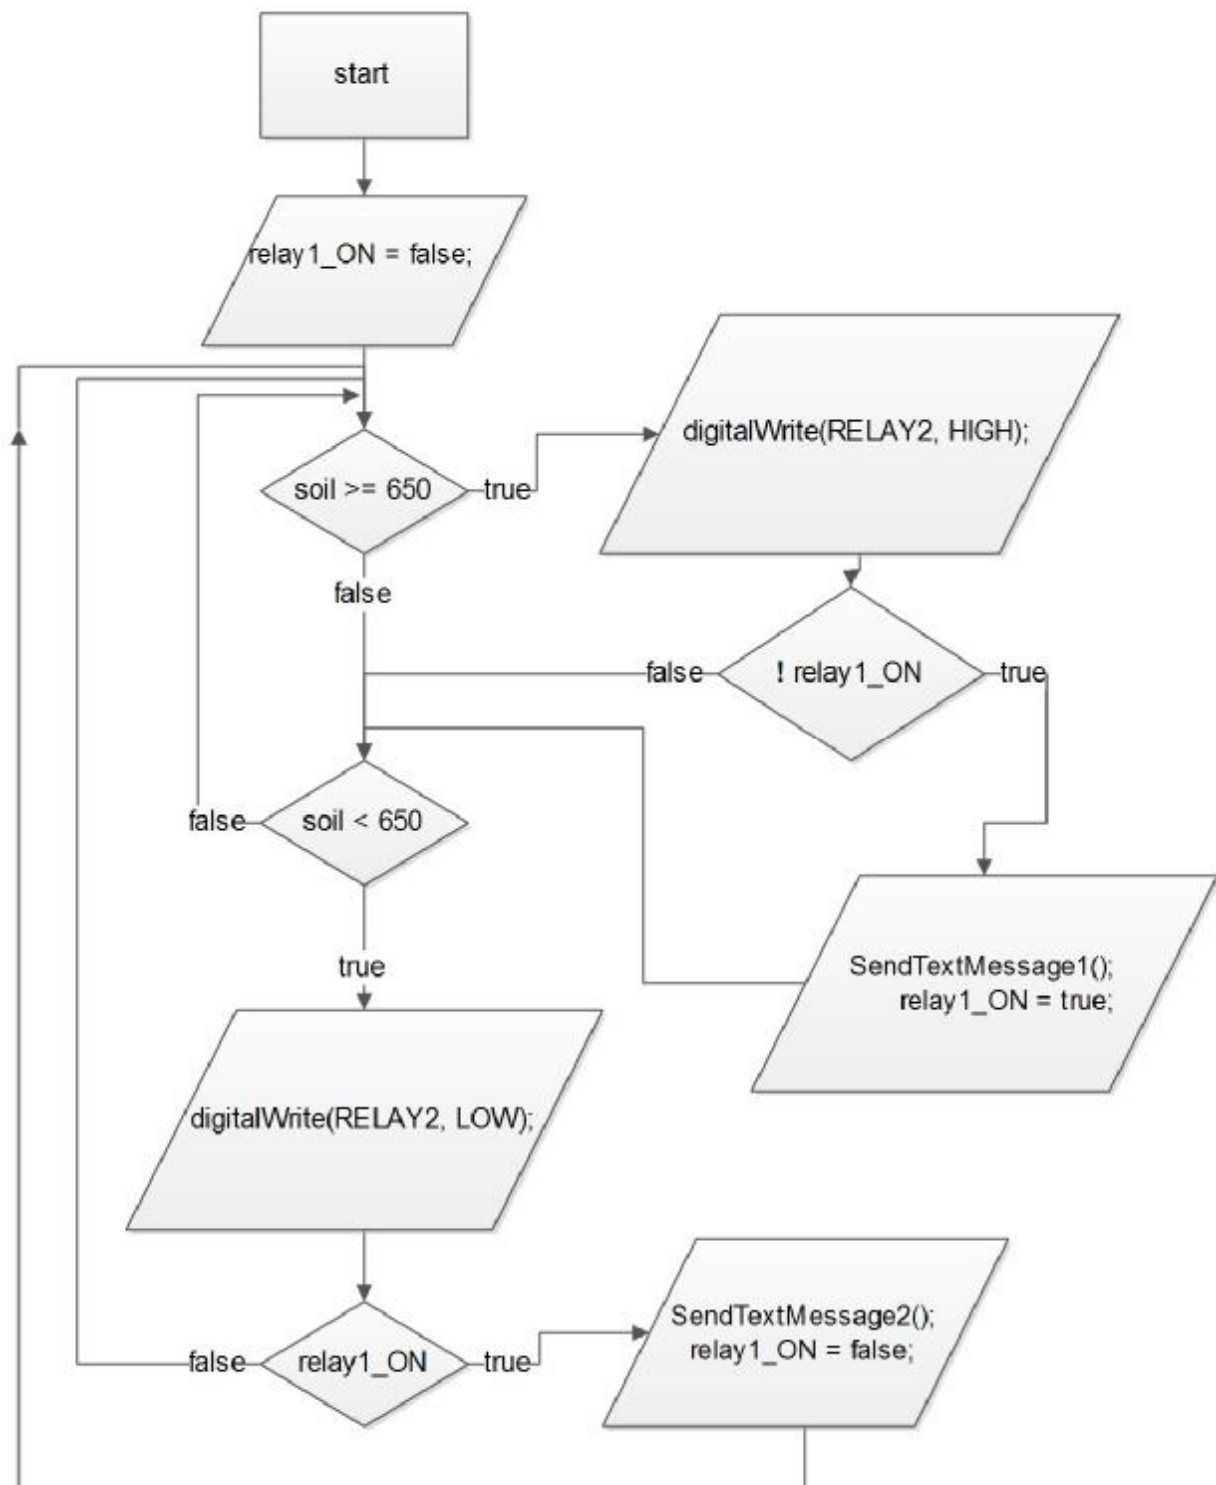 start
relay1_ON = false;
digitalWrite(RELAY2, HIGH);
soil >= 650
true
false
! relay1_ON
false
true
soil < 650
false
true
SendTextMessage1();
relay1_ON = true;
digitalWrite(RELAY2, LOW);
SendTextMessage2();
relay1_ON = false;
relay1_ON
false
true